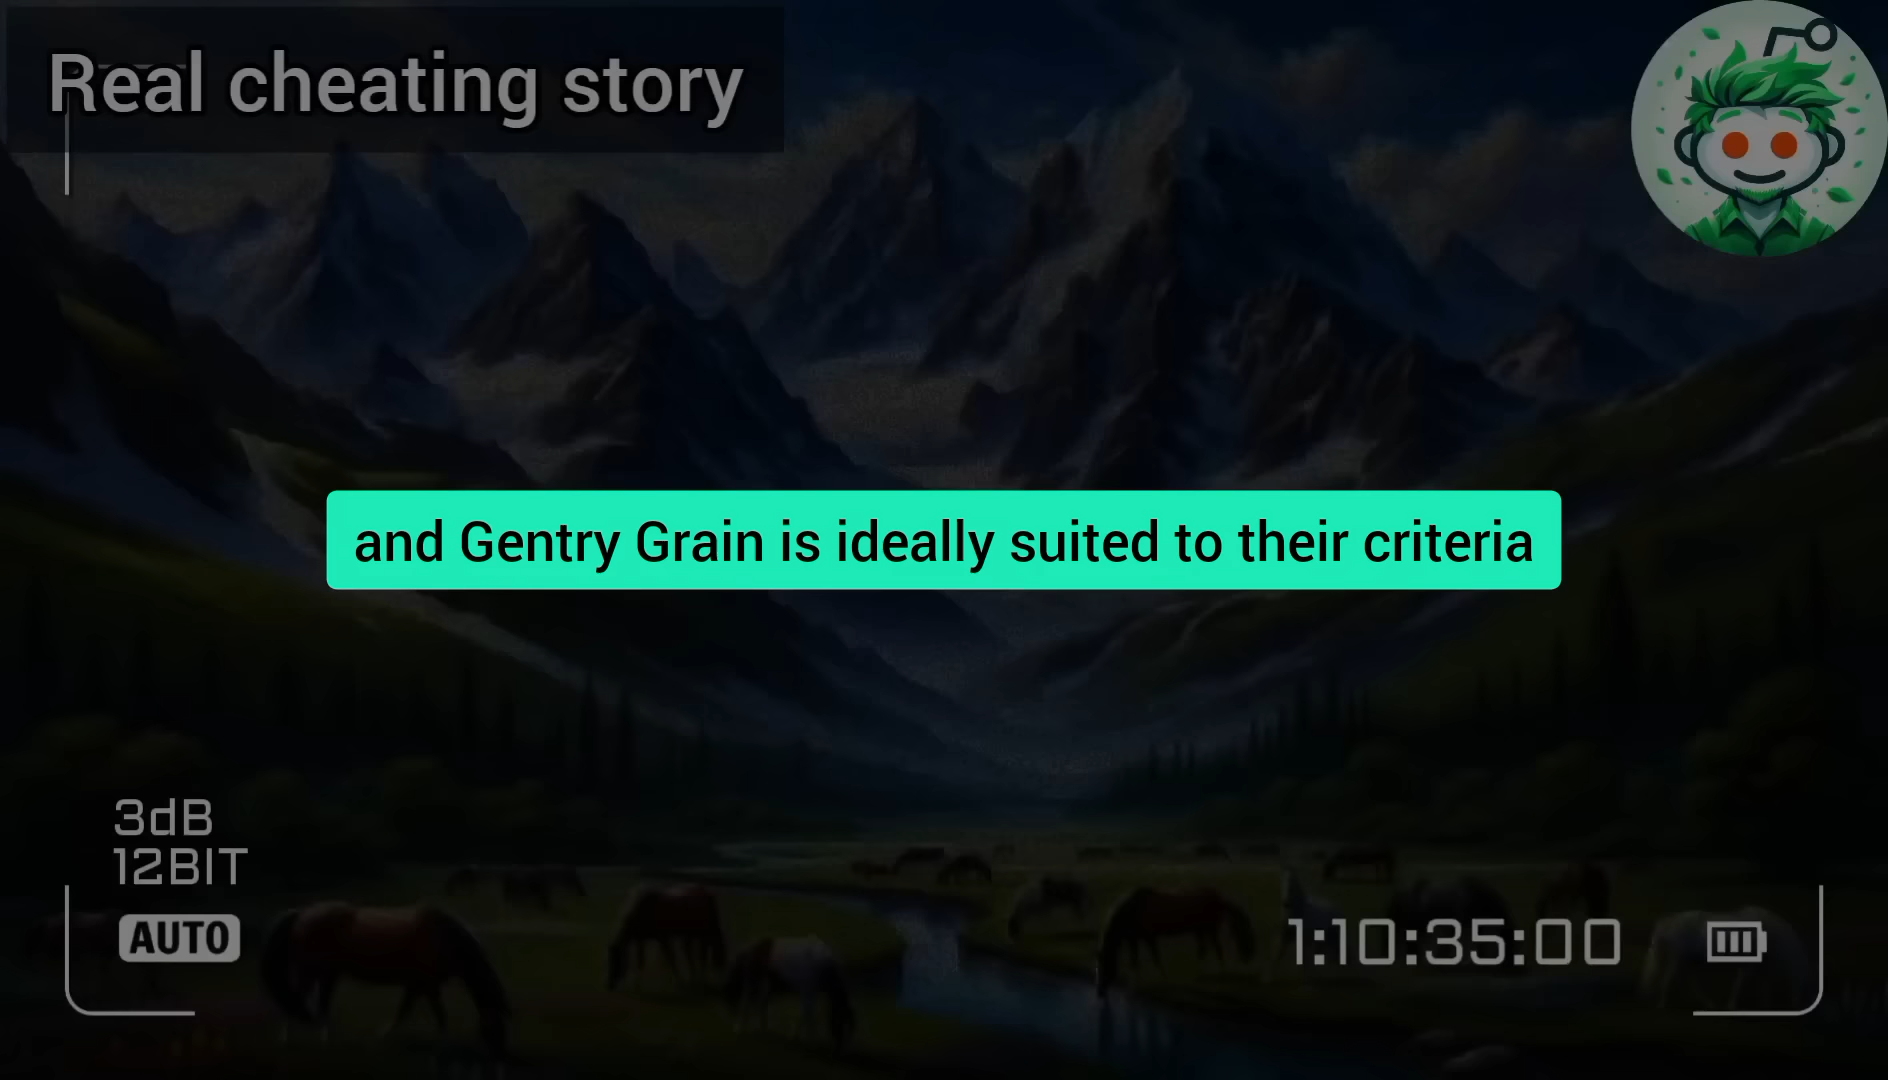 Real cheating story
and Gentry Grain is ideally suited to their criteria
3dB
12BIT
AUTO
1:10:35:00